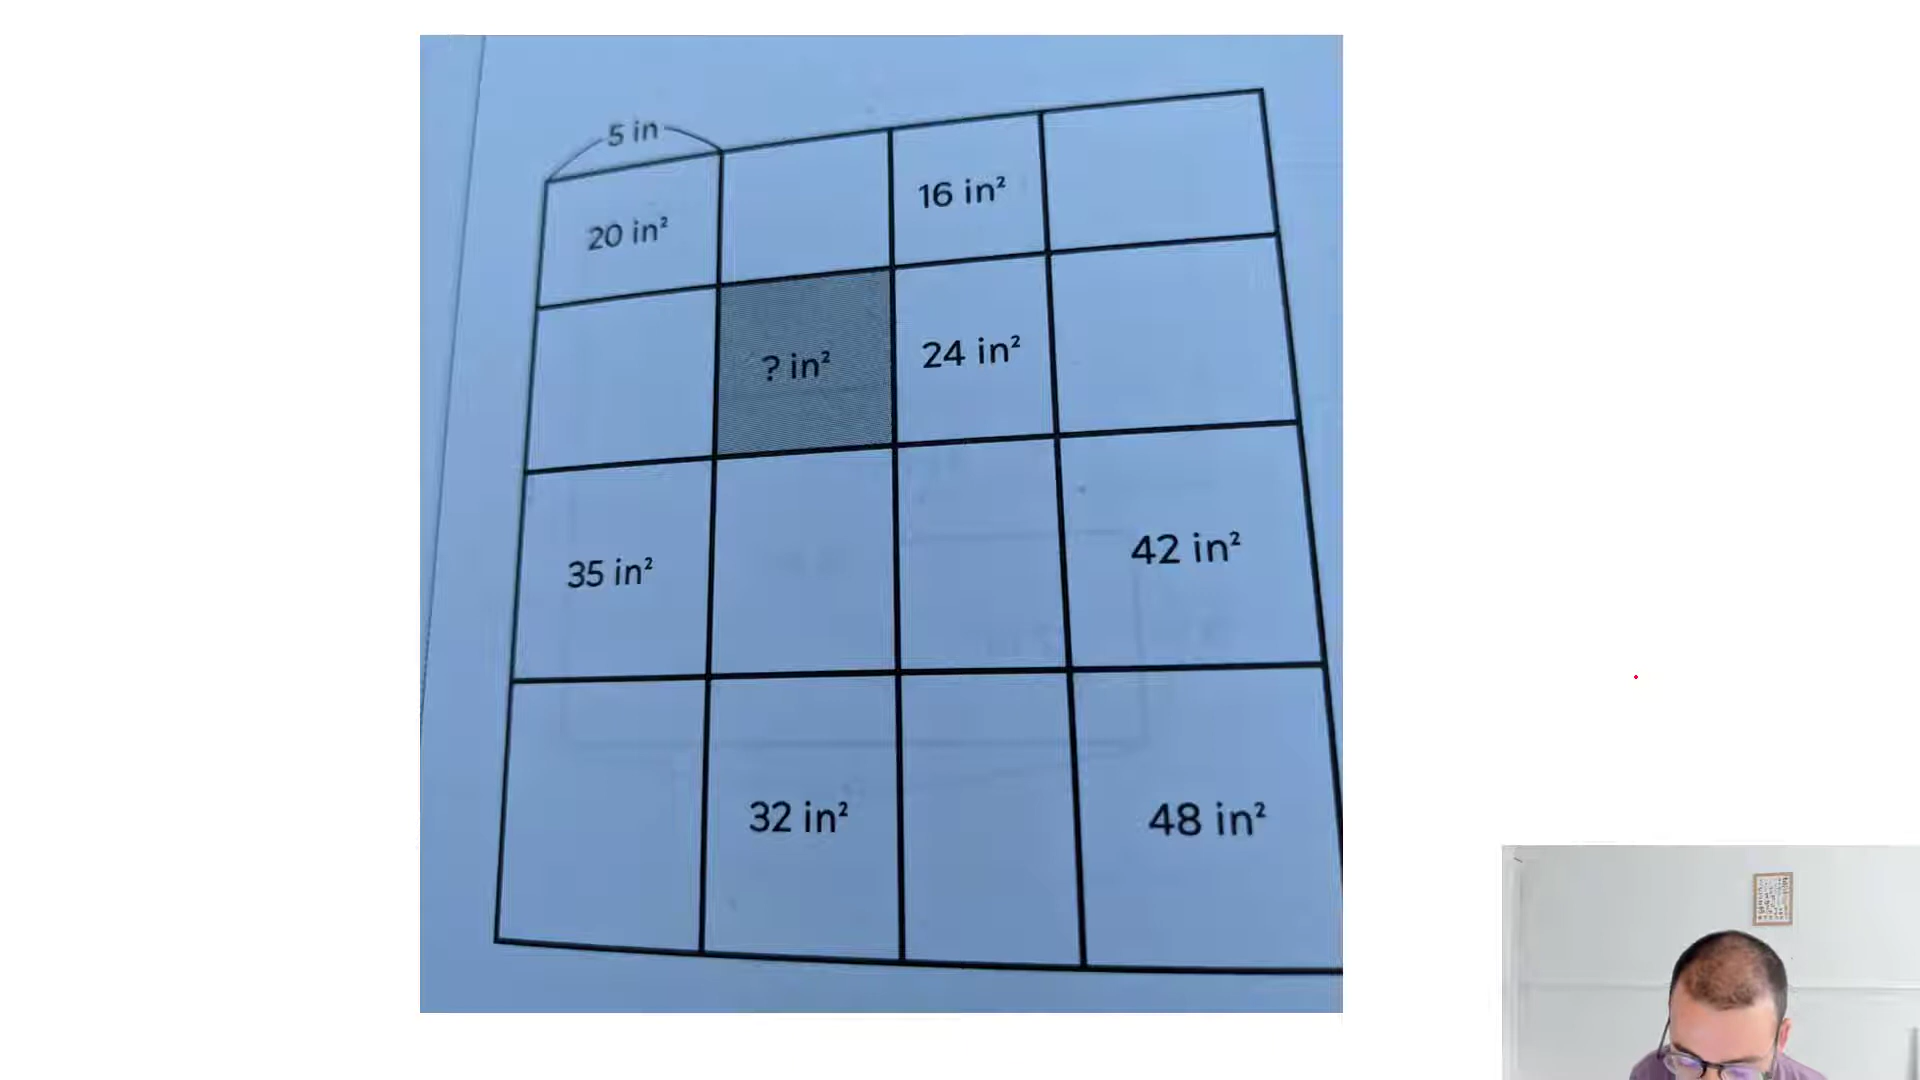 5 in
20 in²
16 in²
? in²
24 in²
35 in²
42 in²
32 in²
48 in²